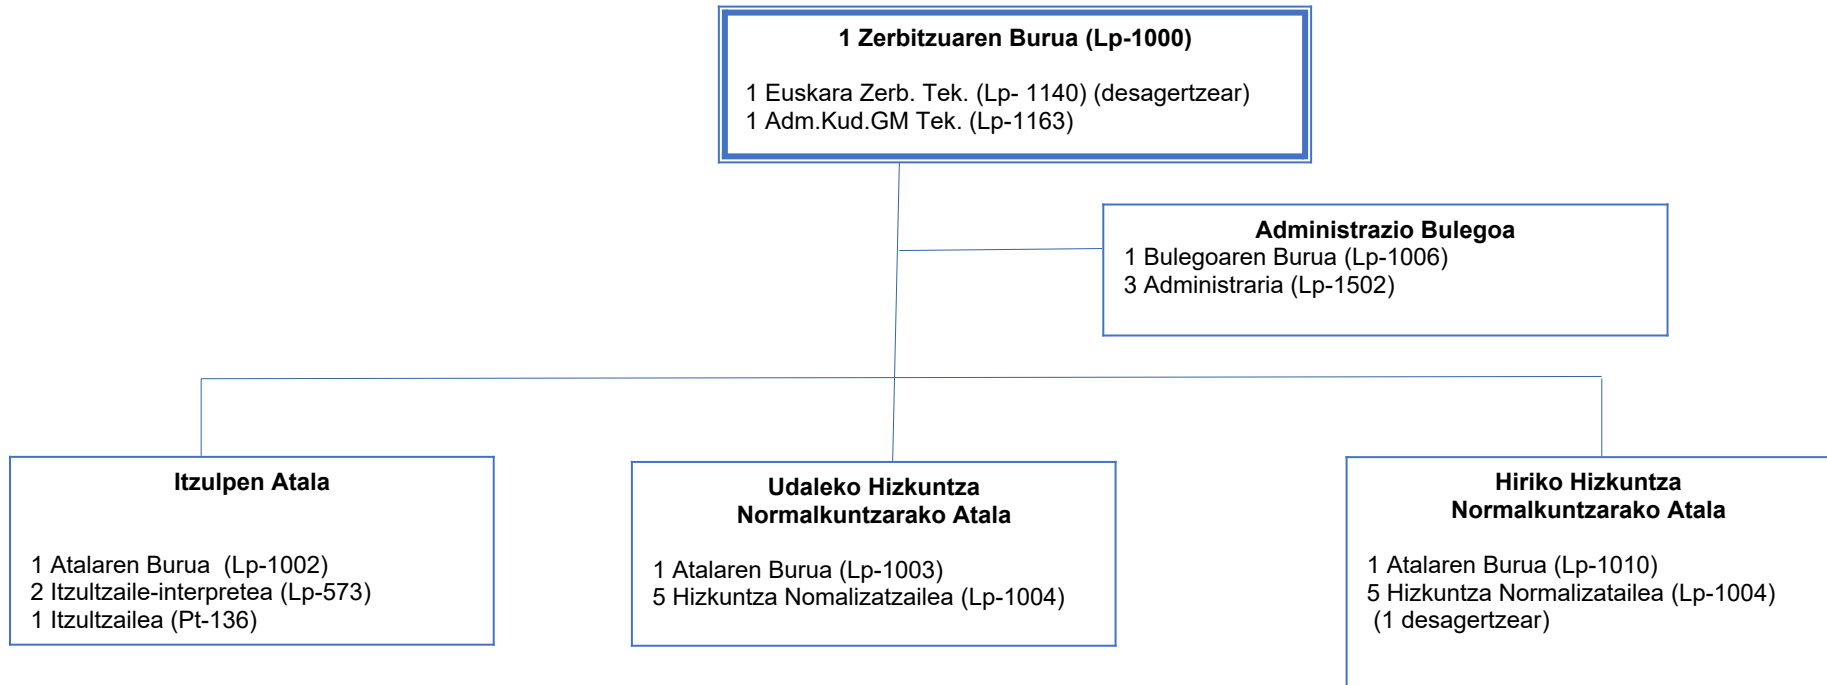 1 Zerbitzuaren Burua (Lp-1000)
1 Euskara Zerb. Tek. (Lp- 1140) (desagertzear)
1 Adm.Kud.GM Tek. (Lp-1163)
Administrazio Bulegoa
1 Bulegoaren Burua (Lp-1006)
3 Administraria (Lp-1502)
Itzulpen Atala
1 Atalaren Burua  (Lp-1002)
2 Itzultzaile-interpretea (Lp-573)
1 Itzultzailea (Pt-136)
Udaleko Hizkuntza
Normalkuntzarako Atala
1 Atalaren Burua (Lp-1003)
5 Hizkuntza Nomalizatzailea (Lp-1004)
Hiriko Hizkuntza
Normalkuntzarako Atala
1 Atalaren Burua (Lp-1010)
5 Hizkuntza Normalizatailea (Lp-1004)
(1 desagertzear)